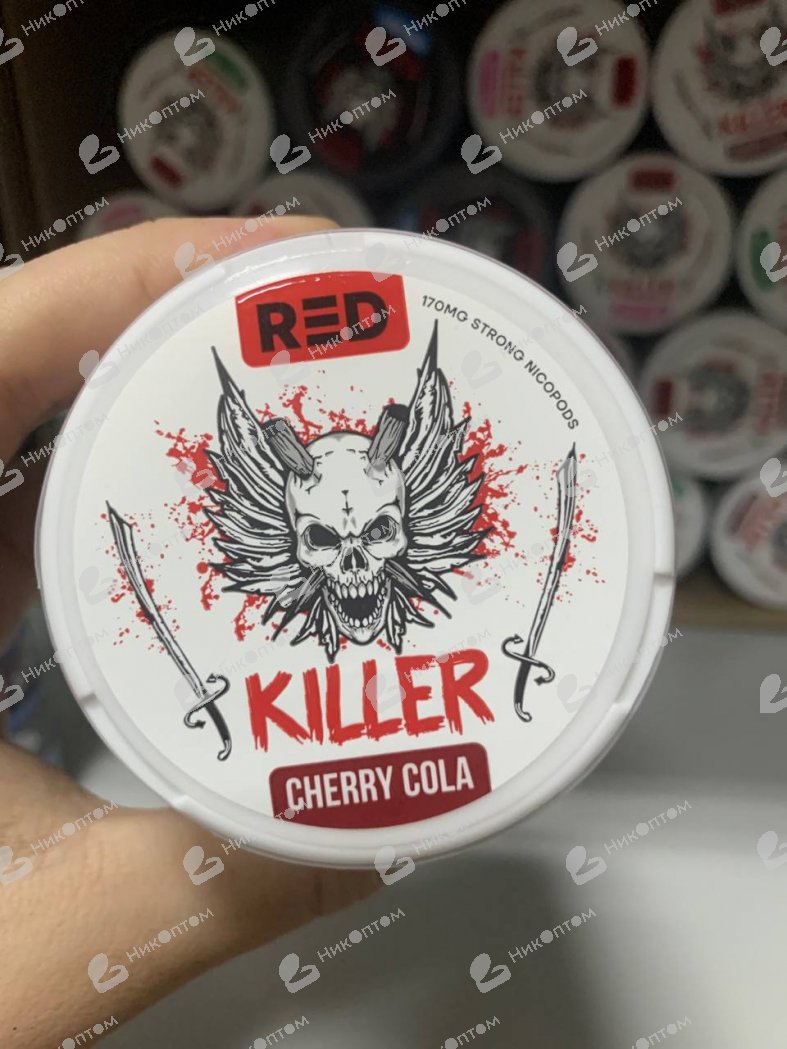 RED
170MG STRONG NICOPODS
KILLER
CHERRY COLA
НикОптом